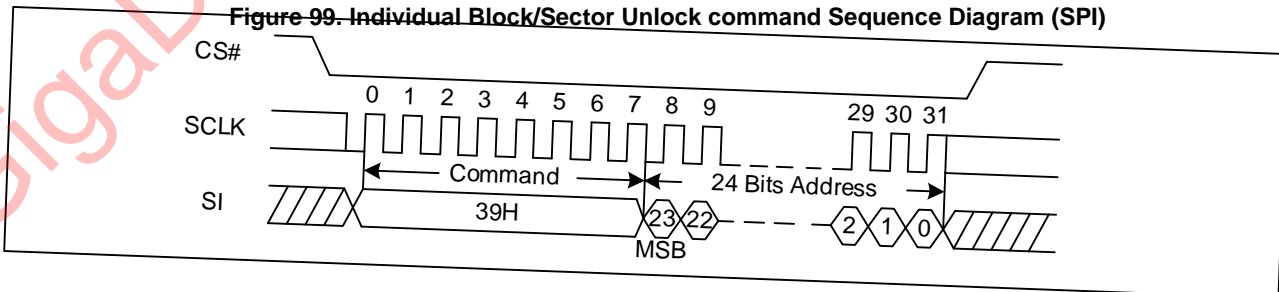 Figure 99. Individual Block/Sector Unlock command Sequence Diagram (SPI)
CS#
0 1 2 3 4 5 6 7 8 9 29 30 31
SCLK
Command 24 Bits Address
SI 39H 23 22 2 1 0
MSB